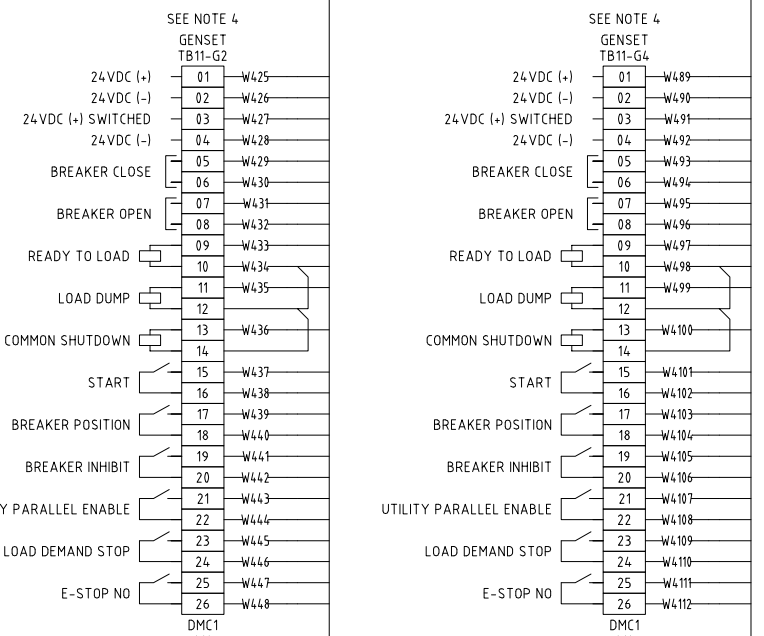 SEE NOTE 4
GENSET
TB11-G2
24VDC (+) 01 W425
24VDC (-) 02 W426
24VDC (+) SWITCHED 03 W427
24VDC (-) 04 W428
BREAKER CLOSE
05 W429
06 W430
BREAKER OPEN
07 W431
08 W432
READY TO LOAD
09 W433
10 W434
LOAD DUMP
11 W435
12
COMMON SHUTDOWN
13 W436
14
START
15 W437
16 W438
BREAKER POSITION
17 W439
18 W440
BREAKER INHIBIT
19 W441
20 W442
Y PARALLEL ENABLE
21 W443
22 W444
LOAD DEMAND STOP
23 W445
24 W446
E-STOP NO
25 W447
26 W448
DMC1
SEE NOTE 4
GENSET
TB11-G4
24VDC (+) 01 W489
24VDC (-) 02 W490
24VDC (+) SWITCHED 03 W491
24VDC (-) 04 W492
BREAKER CLOSE
05 W493
06 W494
BREAKER OPEN
07 W495
08 W496
READY TO LOAD
09 W497
10 W498
LOAD DUMP
11 W499
12
COMMON SHUTDOWN
13 W4100
14
START
15 W4101
16 W4102
BREAKER POSITION
17 W4103
18 W4104
BREAKER INHIBIT
19 W4105
20 W4106
UTILITY PARALLEL ENABLE
21 W4107
22 W4108
LOAD DEMAND STOP
23 W4109
24 W4110
E-STOP NO
25 W4111
26 W4112
DMC1